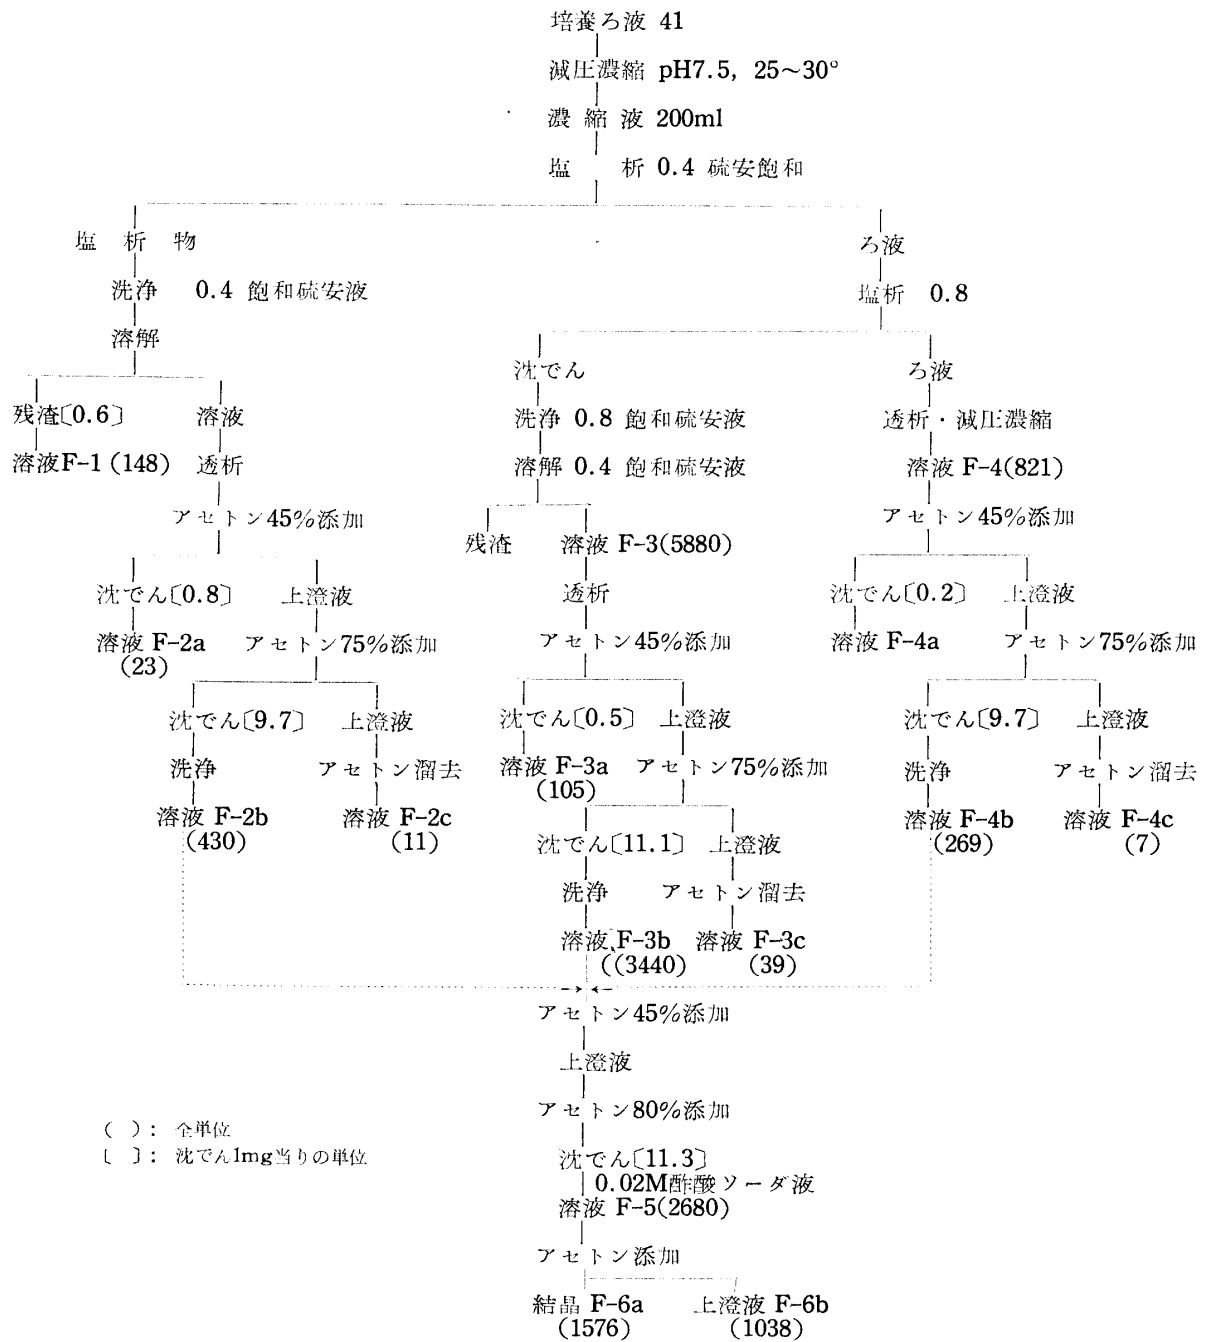 培養ろ液 41
減圧濃縮 pH7.5, 25~30°
濃縮液 200ml
塩析 0.4 硫安飽和
塩析物
ろ液
洗浄 0.4 飽和硫安液
塩析 0.8
溶解
沈でん
ろ液
残渣〔0.6〕 溶液
洗浄 0.8 飽和硫安液
透析・減圧濃縮
溶液F-1 (148) 透析
溶解 0.4 飽和硫安液
溶液 F-4(821)
アセトン45%添加
アセトン45%添加
残渣 溶液 F-3(5880)
沈でん〔0.8〕 上澄液
透析
沈でん〔0.2〕 上澄液
溶液 F-2a アセトン75%添加
(23)
アセトン45%添加
溶液 F-4a アセトン75%添加
沈でん〔9.7〕 上澄液
沈でん〔0.5〕 上澄液
沈でん〔9.7〕 上澄液
洗浄 アセトン溜去
溶液 F-3a アセトン75%添加
(105)
洗浄 アセトン溜去
溶液 F-2b 溶液 F-2c
(430) (11)
沈でん〔11.1〕 上澄液
溶液 F-4b 溶液 F-4c
(269) (7)
洗浄 アセトン溜去
溶液 F-3b 溶液 F-3c
((3440) (39)
アセトン45%添加
上澄液
アセトン80%添加
( ): 全単位
〔 〕: 沈でん1mg当りの単位
沈でん〔11.3〕
0.02M酢酸ソーダ液
溶液 F-5(2680)
アセトン添加
結晶 F-6a 上澄液 F-6b
(1576) (1038)